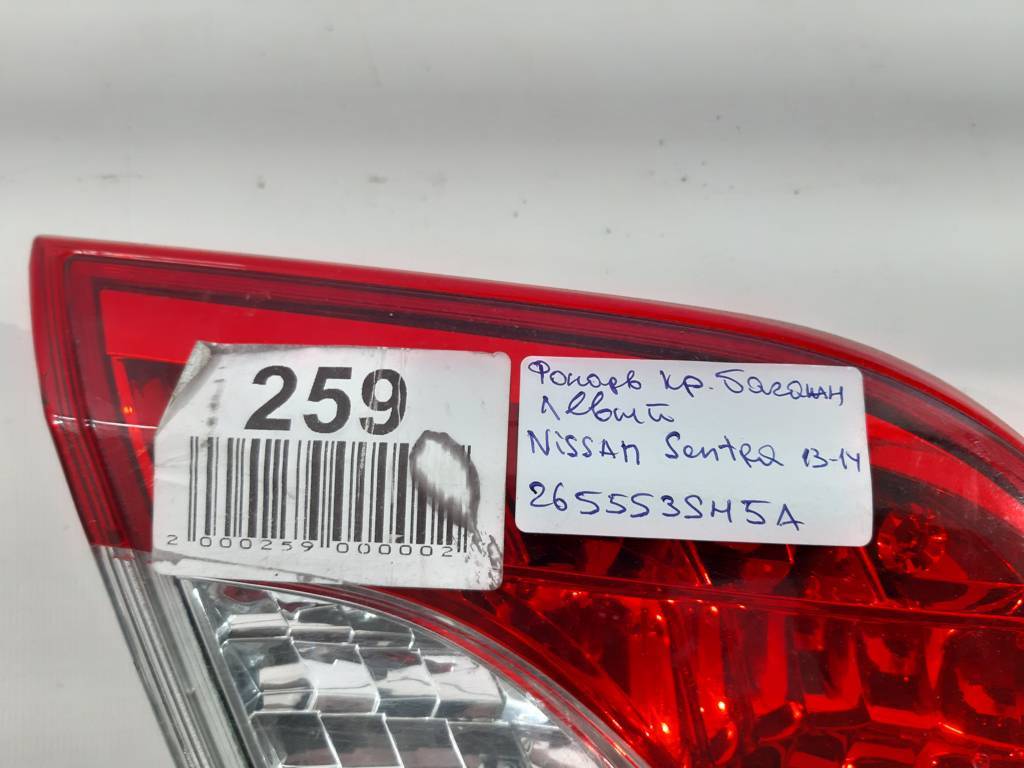 259
2 000259 000002
Фонарь кр. Багажн
левый
Nissan Sentra 13-14
265553SH5A